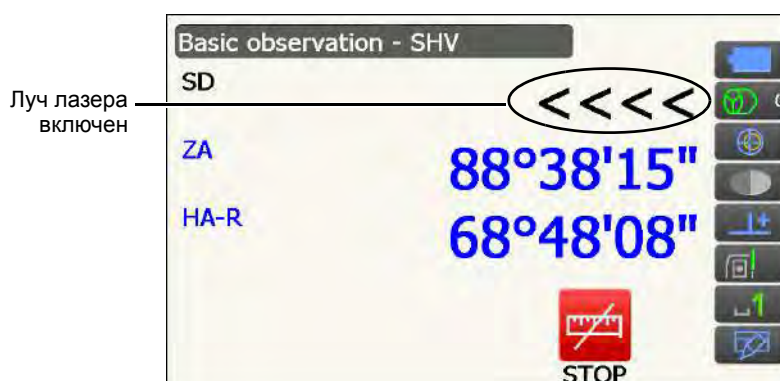 Basic observation - SHV
SD
Луч лазера
включен
<<<<
ZA
88°38'15"
HA-R
68°48'08"
STOP